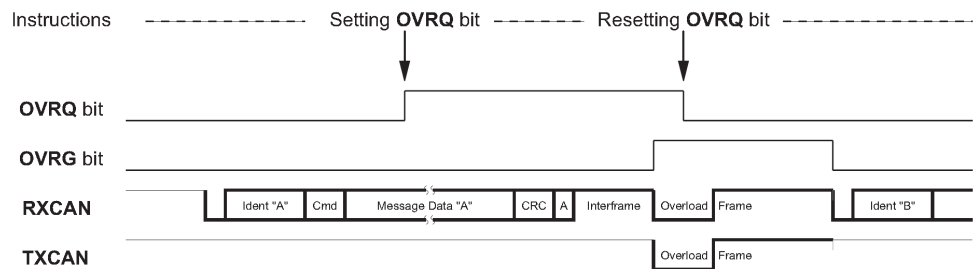 Instructions Setting OVRQ bit Resetting OVRQ bit
OVRQ bit
OVRG bit
RXCAN Ident "A" Cmd Message Data "A" CRC A Interframe Overload Frame Ident "B"
TXCAN Overload Frame